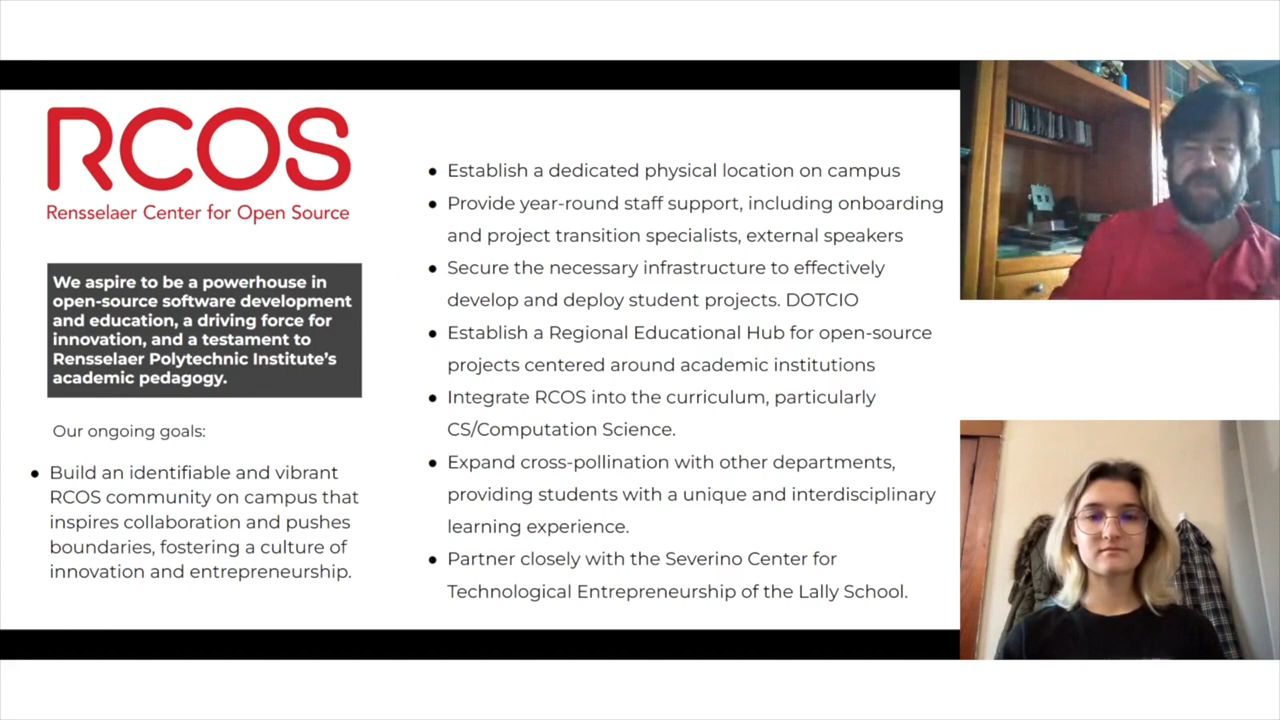 RCOS
Rensselaer Center for Open Source
We aspire to be a powerhouse in
open-source software development
and education, a driving force for
innovation, and a testament to
Rensselaer Polytechnic Institute’s
academic pedagogy.
Our ongoing goals:
● Build an identifiable and vibrant
RCOS community on campus that
inspires collaboration and pushes
boundaries, fostering a culture of
innovation and entrepreneurship.
● Establish a dedicated physical location on campus
● Provide year-round staff support, including onboarding
and project transition specialists, external speakers
● Secure the necessary infrastructure to effectively
develop and deploy student projects. DOTCIO
● Establish a Regional Educational Hub for open-source
projects centered around academic institutions
● Integrate RCOS into the curriculum, particularly
CS/Computation Science.
● Expand cross-pollination with other departments,
providing students with a unique and interdisciplinary
learning experience.
● Partner closely with the Severino Center for
Technological Entrepreneurship of the Lally School.